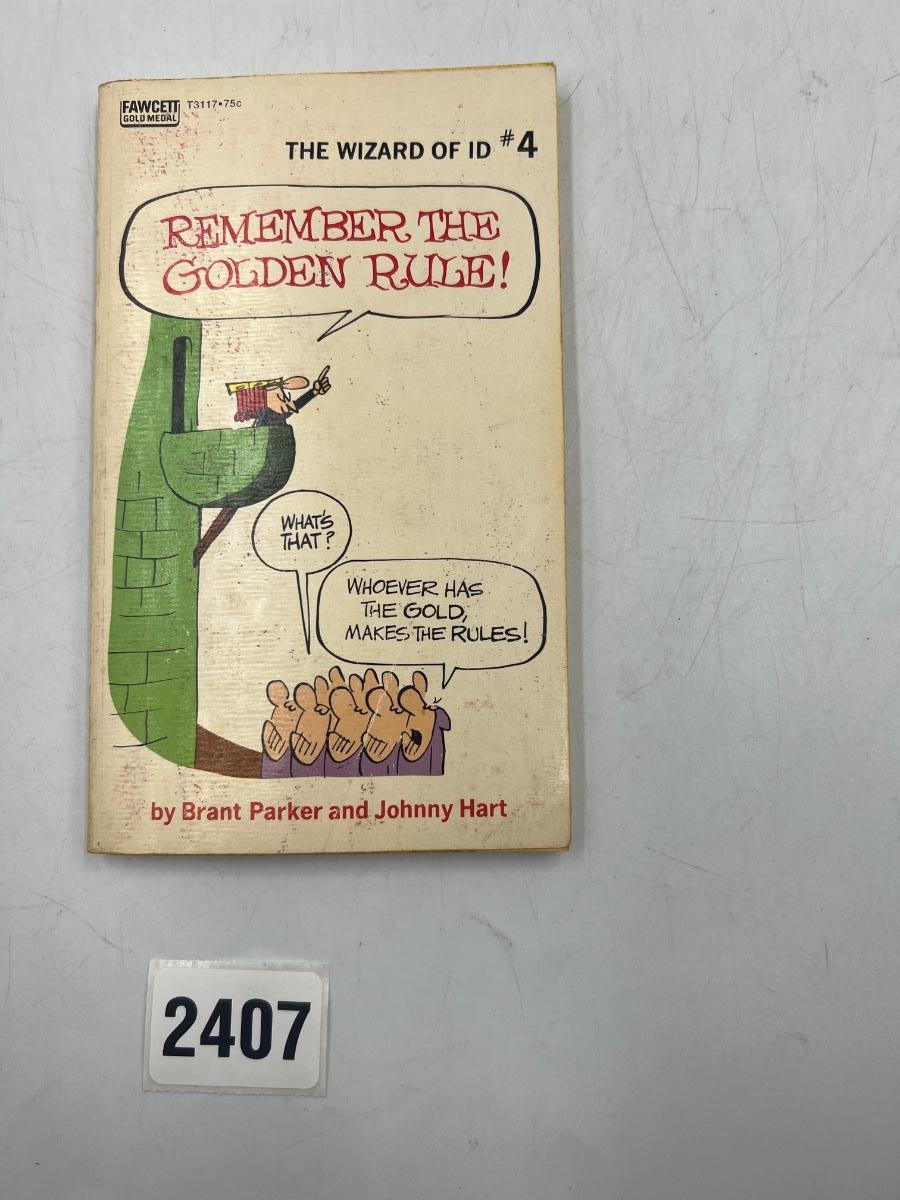 FAWCETT
GOLD MEDAL
T3117•75c
THE WIZARD OF ID #4
REMEMBER THE
GOLDEN RULE!
WHAT'S
THAT?
WHOEVER HAS
THE GOLD,
MAKES THE RULES!
by Brant Parker and Johnny Hart
2407